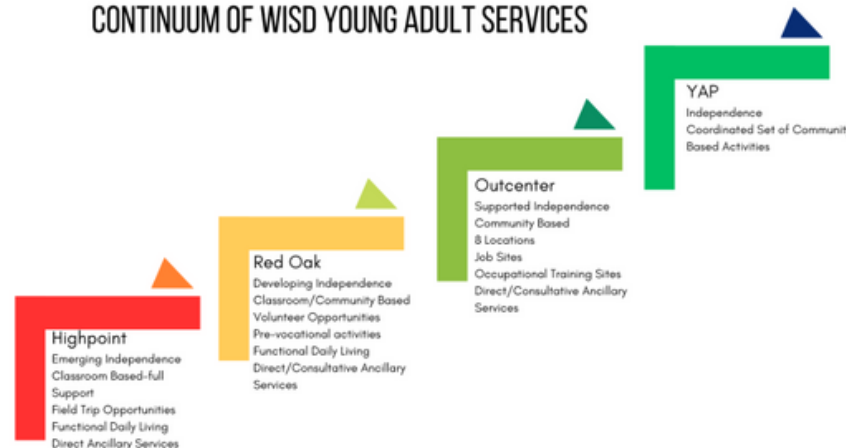 CONTINUUM OF WISD YOUNG ADULT SERVICES
YAP
Independence
Coordinated Set of Communit
Based Activities
Outcenter
Supported Independence
Community Based
8 Locations
Job Sites
Occupational Training Sites
Direct/Consultative Ancillary
Services
Red Oak
Developing Independence
Classroom/Community Based
Volunteer Opportunities
Pre-vocational activities
Functional Daily Living
Direct/Consultative Ancillary
Services
Highpoint
Emerging Independence
Classroom Based-full
Support
Field Trip Opportunities
Functional Daily Living
Direct Ancillary Services